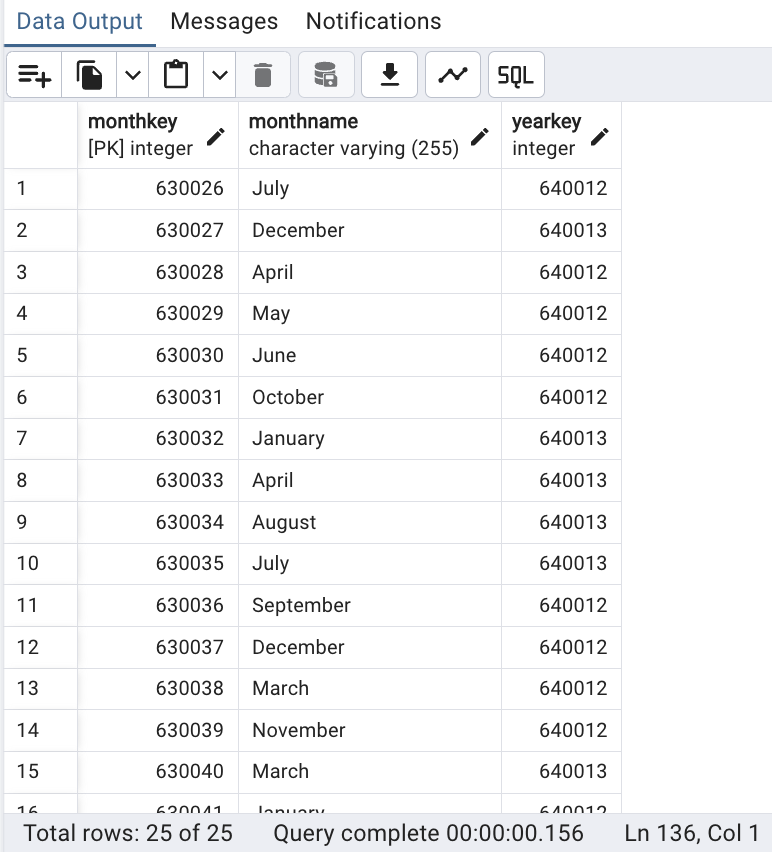 Data Output Messages Notifications
SQL
monthkey monthname yearkey
[PK] integer character varying (255) integer
1 630026 July 640012
2 630027 December 640013
3 630028 April 640012
4 630029 May 640012
5 630030 June 640012
6 630031 October 640012
7 630032 January 640013
8 630033 April 640013
9 630034 August 640013
10 630035 July 640013
11 630036 September 640012
12 630037 December 640012
13 630038 March 640012
14 630039 November 640012
15 630040 March 640013
16 630041 January 640012
Total rows: 25 of 25 Query complete 00:00:00.156 Ln 136, Col 1